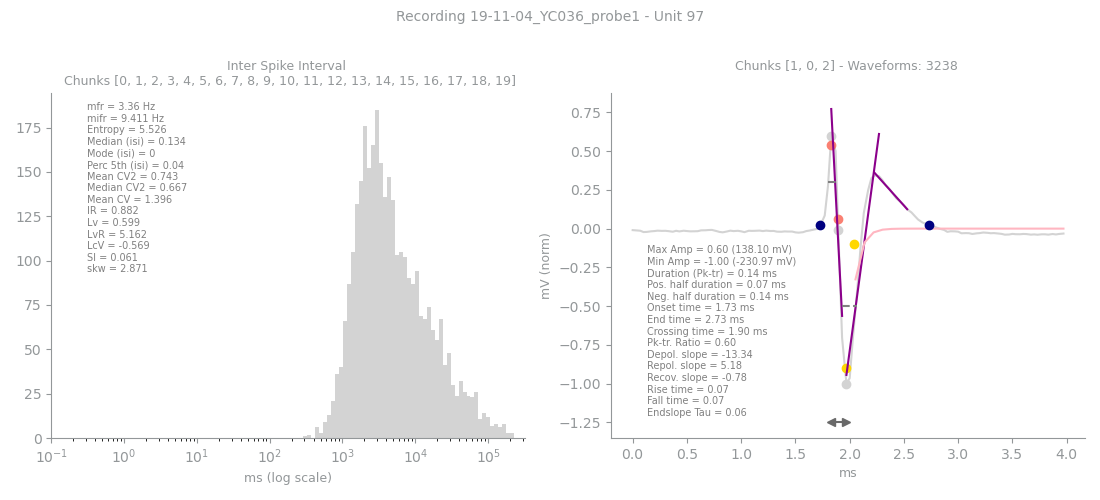 Recording 19-11-04_YC036_probe1 - Unit 97
Inter Spike Interval
Chunks [0, 1, 2, 3, 4, 5, 6, 7, 8, 9, 10, 11, 12, 13, 14, 15, 16, 17, 18, 19]
mfr = 3.36 Hz
mifr = 9.411 Hz
Entropy = 5.526
Median (isi) = 0.134
Mode (isi) = 0
Perc 5th (isi) = 0.04
Mean CV2 = 0.743
Median CV2 = 0.667
Mean CV = 1.396
IR = 0.882
Lv = 0.599
LvR = 5.162
LcV = -0.569
SI = 0.061
skw = 2.871
175
150
125
100
75
50
25
0
10⁻¹ 10⁰ 10¹ 10² 10³ 10⁴ 10⁵
ms (log scale)
Chunks [1, 0, 2] - Waveforms: 3238
mV (norm)
0.75
0.50
0.25
0.00
−0.25
−0.50
−0.75
−1.00
−1.25
Max Amp = 0.60 (138.10 mV)
Min Amp = -1.00 (-230.97 mV)
Duration (Pk-tr) = 0.14 ms
Pos. half duration = 0.07 ms
Neg. half duration = 0.14 ms
Onset time = 1.73 ms
End time = 2.73 ms
Crossing time = 1.90 ms
Pk-tr. Ratio = 0.60
Depol. slope = -13.34
Repol. slope = 5.18
Recov. slope = -0.78
Rise time = 0.07
Fall time = 0.07
Endslope Tau = 0.06
0.0 0.5 1.0 1.5 2.0 2.5 3.0 3.5 4.0
ms